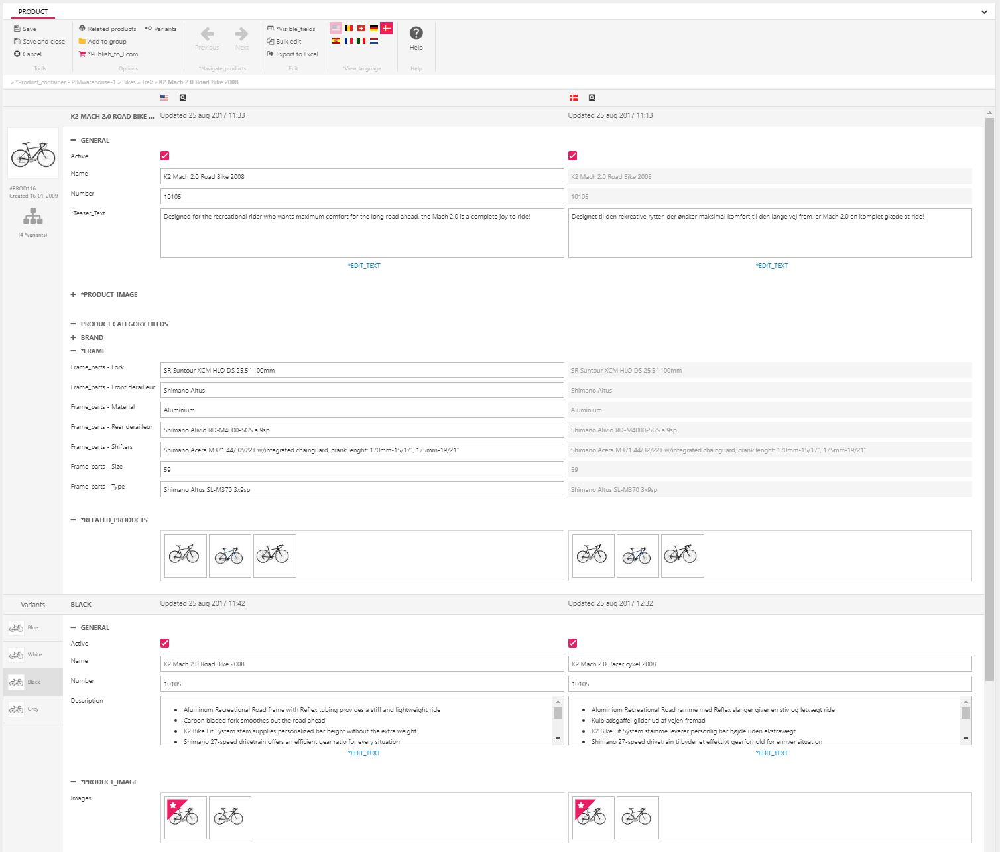 PRODUCT
Save
Save and close
Cancel
Tools
Related products
Variants
Add to group
*Publish_to_Ecom
Options
Previous
Next
*Navigate_products
*Visible_fields
Bulk edit
Export to Excel
Edit
*View_language
Help
Help
» *Product_container - PIMwarehouse-1 » Bikes » Trek » K2 Mach 2.0 Road Bike 2008
K2 MACH 2.0 ROAD BIKE ... Updated 25 aug 2017 11:33 Updated 25 aug 2017 11:13
#PROD116
Created 16-01-2009
(4 *variants)
GENERAL
Active
Name K2 Mach 2.0 Road Bike 2008 K2 Mach 2.0 Road Bike 2008
Number 10105 10105
*Teaser_Text Designed for the recreational rider who wants maximum comfort for the long road ahead, the Mach 2.0 is a complete joy to ride! Designet til den rekreative rytter, der ønsker maksimal komfort til den lange vej frem, er Mach 2.0 en komplet glæde at ride!
*EDIT_TEXT *EDIT_TEXT
*PRODUCT_IMAGE
PRODUCT CATEGORY FIELDS
BRAND
*FRAME
Frame_parts - Fork SR Suntour XCM HLO DS 25,5'' 100mm SR Suntour XCM HLO DS 25,5'' 100mm
Frame_parts - Front derailleur Shimano Altus Shimano Altus
Frame_parts - Material Aluminium Aluminium
Frame_parts - Rear derailleur Shimano Alivio RD-M4000-SGS a 9sp Shimano Alivio RD-M4000-SGS a 9sp
Frame_parts - Shifters Shimano Acera M371 44/32/22T w/integrated chainguard, crank lenght: 170mm-15/17", 175mm-19/21" Shimano Acera M371 44/32/22T w/integrated chainguard, crank lenght: 170mm-15/17", 175mm-19/21"
Frame_parts - Size 59 59
Frame_parts - Type Shimano Altus SL-M370 3x9sp Shimano Altus SL-M370 3x9sp
*RELATED_PRODUCTS
Variants
Blue
White
Black
Grey
BLACK Updated 25 aug 2017 11:42 Updated 25 aug 2017 12:32
GENERAL
Active
Name K2 Mach 2.0 Road Bike 2008 K2 Mach 2.0 Racer cykel 2008
Number 10105 10105
Description
• Aluminum Recreational Road frame with Reflex tubing provides a stiff and lightweight ride
• Carbon bladed fork smoothes out the road ahead
• K2 Bike Fit System stem supplies personalized bar height without the extra weight
• Shimano 27-speed drivetrain offers an efficient gear ratio for every situation
• Aluminium Recreational Road ramme med Reflex slanger giver en stiv og letvægt ride
• Kulbladsgaffel glider ud af vejen fremad
• K2 Bike Fit System stamme leverer personlig bar højde uden ekstravægt
• Shimano 27-speed drivetrain tilbyder et effektivt gearforhold for enhver situation
*EDIT_TEXT *EDIT_TEXT
*PRODUCT_IMAGE
Images